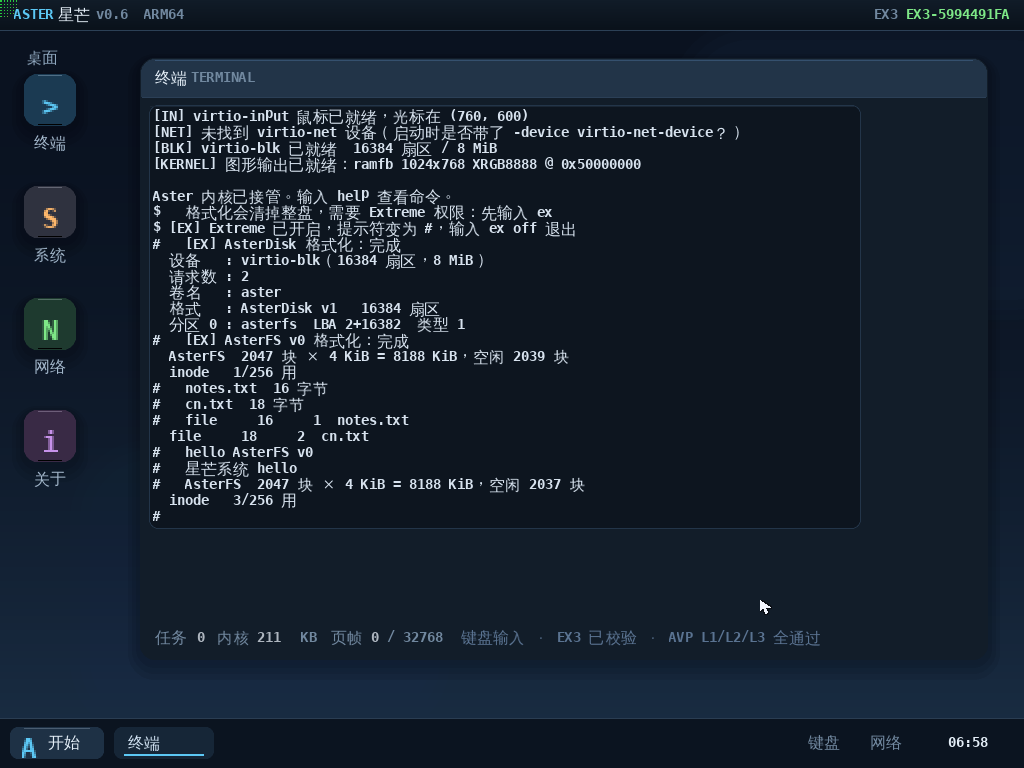 ASTER 星芒 v0.6 ARM64
EX3 EX3-5994491FA
桌面
>
终端
S
系统
N
网络
i
关于
终端 TERMINAL
[IN] virtio-inPut 鼠标已就绪，光标在 (760, 600)
[NET] 未找到 virtio-net 设备（启动时是否带了 -device virtio-net-device？）
[BLK] virtio-blk 已就绪  16384 扇区 / 8 MiB
[KERNEL] 图形输出已就绪：ramfb 1024x768 XRGB8888 @ 0x50000000
Aster 内核已接管。输入 help 查看命令。
$   格式化会清掉整盘，需要 Extreme 权限：先输入 ex
$ [EX] Extreme 已开启，提示符变为 #，输入 ex off 退出
#   [EX] AsterDisk 格式化：完成
设备   : virtio-blk（16384 扇区，8 MiB）
请求数 : 2
卷名   : aster
格式   : AsterDisk v1   16384 扇区
分区 0 : asterfs  LBA 2+16382  类型 1
#   [EX] AsterFS v0 格式化：完成
AsterFS  2047 块 × 4 KiB = 8188 KiB，空闲 2039 块
inode   1/256 用
#   notes.txt  16 字节
#   cn.txt  18 字节
#   file     16     1  notes.txt
file     18     2  cn.txt
#   hello AsterFS v0
#   星芒系统 hello
#   AsterFS  2047 块 × 4 KiB = 8188 KiB，空闲 2037 块
inode   3/256 用
#
任务 0 内核 211 KB 页帧 0 / 32768 键盘输入 · EX3 已校验 · AVP L1/L2/L3 全通过
A 开始 终端 键盘 网络 06:58